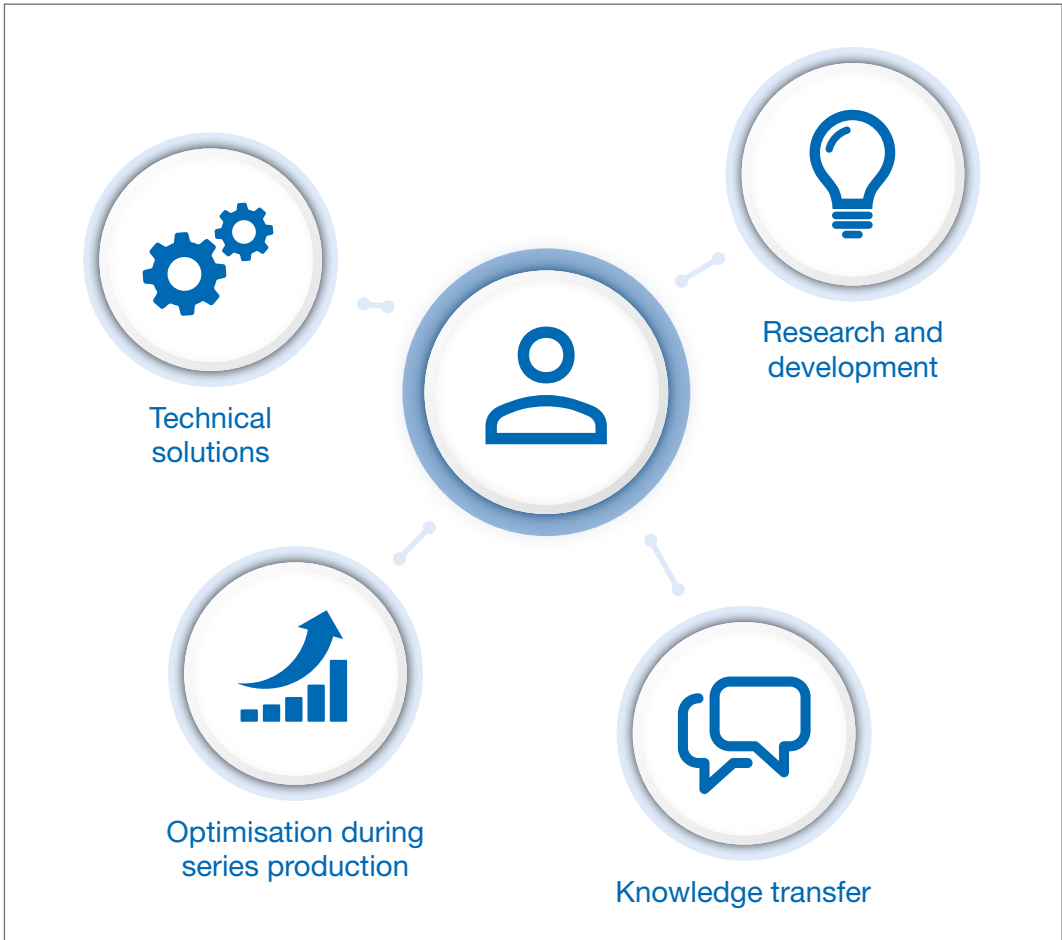 Research and
development
Technical
solutions
Optimisation during
series production
Knowledge transfer